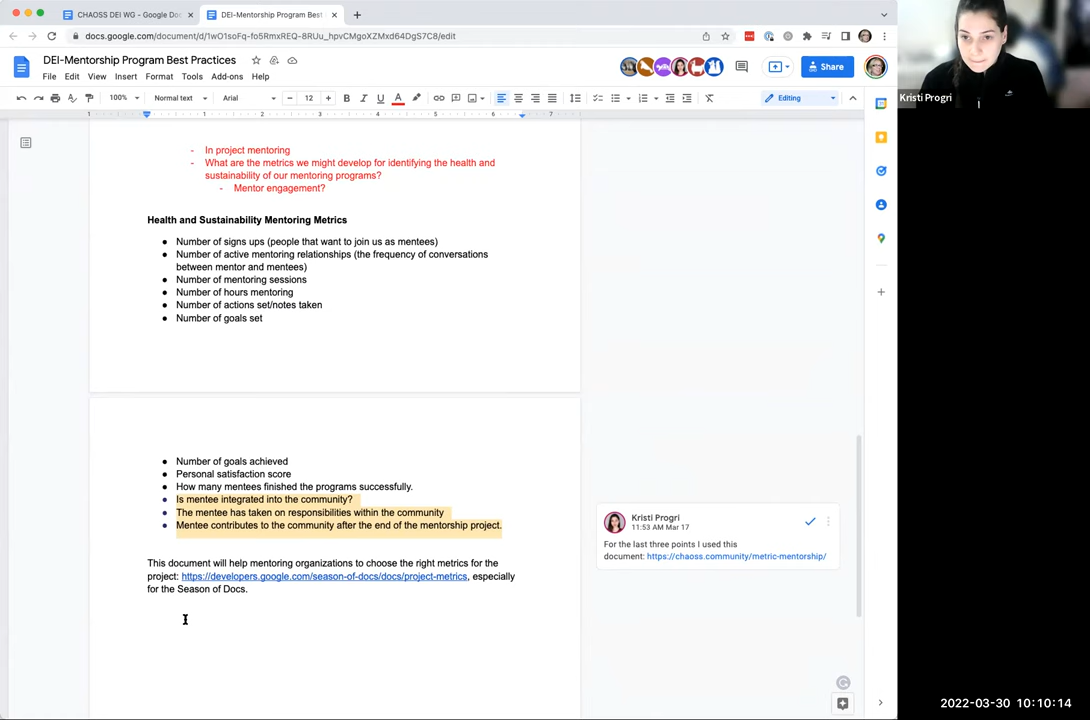 CHAOSS DEI WG - Google Doc
DEI-Mentorship Program Best
docs.google.com/document/d/1wO1soFq-fo5RmxREQ-8RUu_hpvCMgoXZMxd64DgS7C8/edit
DEI-Mentorship Program Best Practices
File Edit View Insert Format Tools Add-ons Help
Share
100% Normal text Arial 12 B I U A Editing
1 1 2 3 4 5 6 7
Kristi Progri
- In project mentoring
- What are the metrics we might develop for identifying the health and
sustainability of our mentoring programs?
- Mentor engagement?
Health and Sustainability Mentoring Metrics
● Number of signs ups (people that want to join us as mentees)
● Number of active mentoring relationships (the frequency of conversations
between mentor and mentees)
● Number of mentoring sessions
● Number of hours mentoring
● Number of actions set/notes taken
● Number of goals set
● Number of goals achieved
● Personal satisfaction score
● How many mentees finished the programs successfully.
● Is mentee integrated into the community?
● The mentee has taken on responsibilities within the community
● Mentee contributes to the community after the end of the mentorship project.
This document will help mentoring organizations to choose the right metrics for the
project: https://developers.google.com/season-of-docs/docs/project-metrics, especially
for the Season of Docs.
Kristi Progri
11:53 AM Mar 17
For the last three points I used this
document: https://chaoss.community/metric-mentorship/
2022-03-30 10:10:14